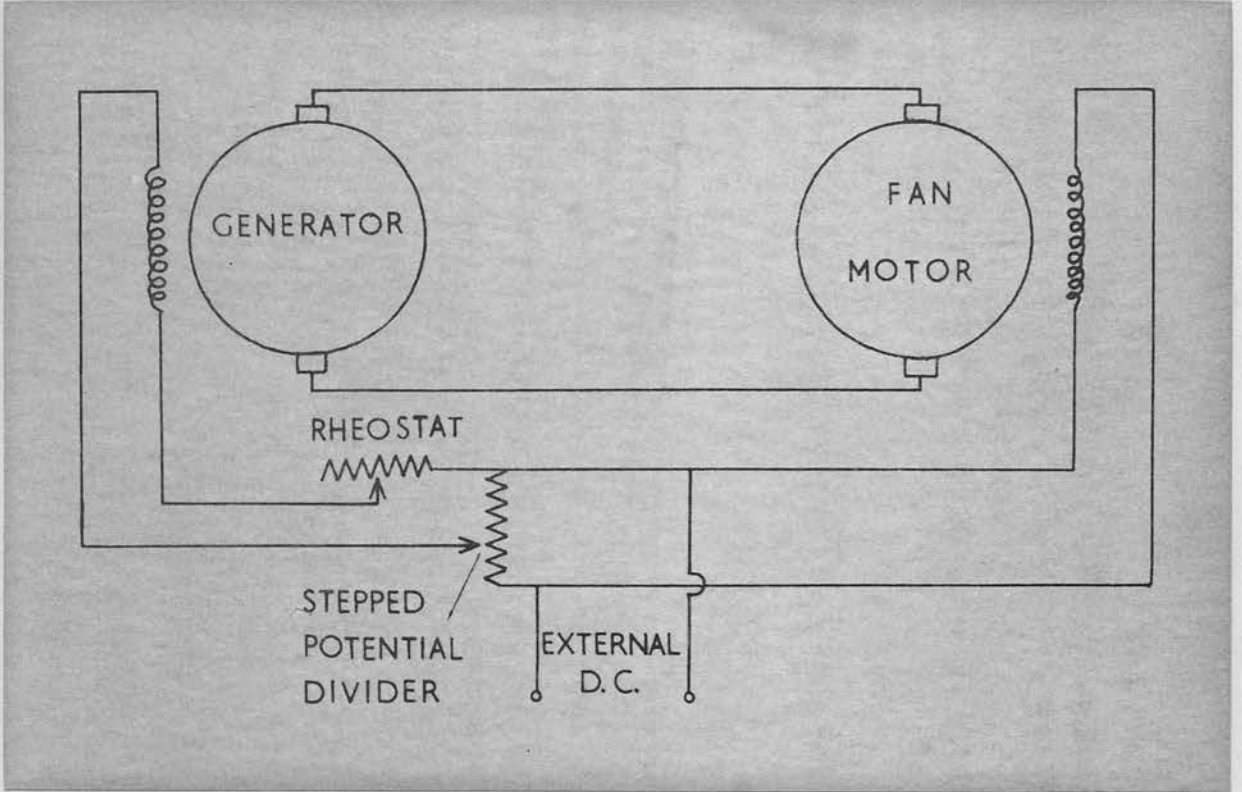 GENERATOR
FAN
MOTOR
RHEOSTAT
STEPPED
POTENTIAL
DIVIDER
EXTERNAL
D.C.